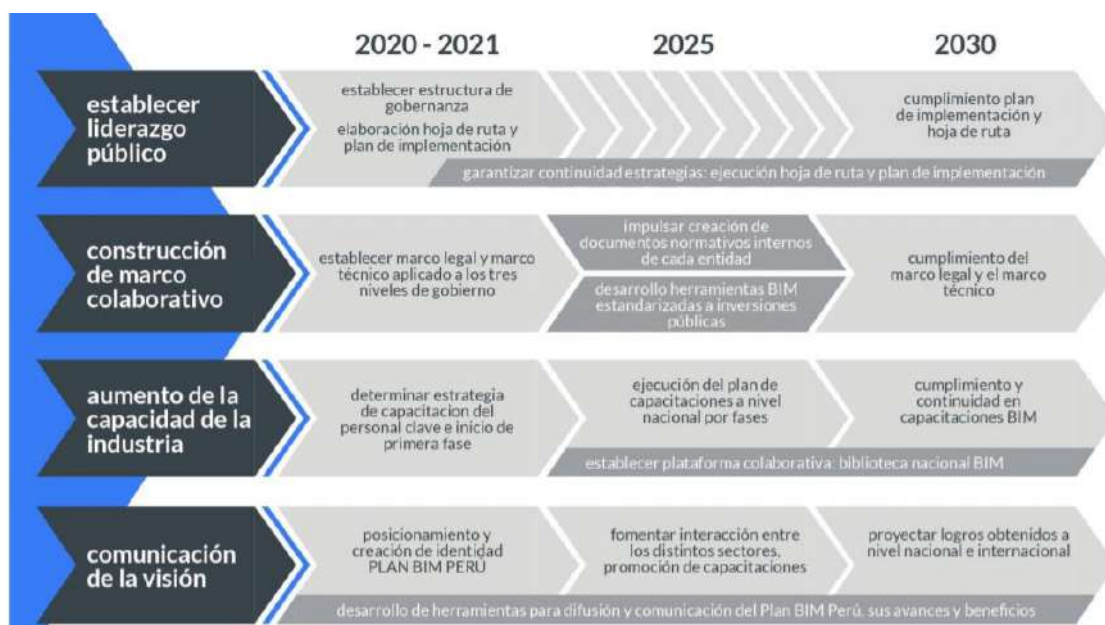 2020 - 2021
2025
2030
establecer
liderazgo
público
establecer estructura de
gobernanza
elaboración hoja de ruta y
plan de implementación
cumplimiento plan
de implementación y
hoja de ruta
garantizar continuidad estrategias: ejecución hoja de ruta y plan de implementación
construcción
de marco
colaborativo
establecer marco legal y marco
técnico aplicado a los tres
niveles de gobierno
impulsar creación de
documentos normativos internos
de cada entidad
desarrollo herramientas BIM
estandarizadas a inversiones
públicas
cumplimiento del
marco legal y el marco
técnico
aumento de la
capacidad de la
industria
determinar estrategia
de capacitacion del
personal clave e inicio de
primera fase
ejecución del plan de
capacitaciones a nivel
nacional por fases
cumplimiento y
continuidad en
capacitaciones BIM
establecer plataforma colaborativa: biblioteca nacional BIM
comunicación
de la visión
posicionamiento y
creación de identidad
PLAN BIM PERÚ
fomentar interacción entre
los distintos sectores,
promoción de capacitaciones
proyectar logros obtenidos a
nivel nacional e internacional
desarrollo de herramientas para difusión y comunicación del Plan BIM Perú, sus avances y beneficios